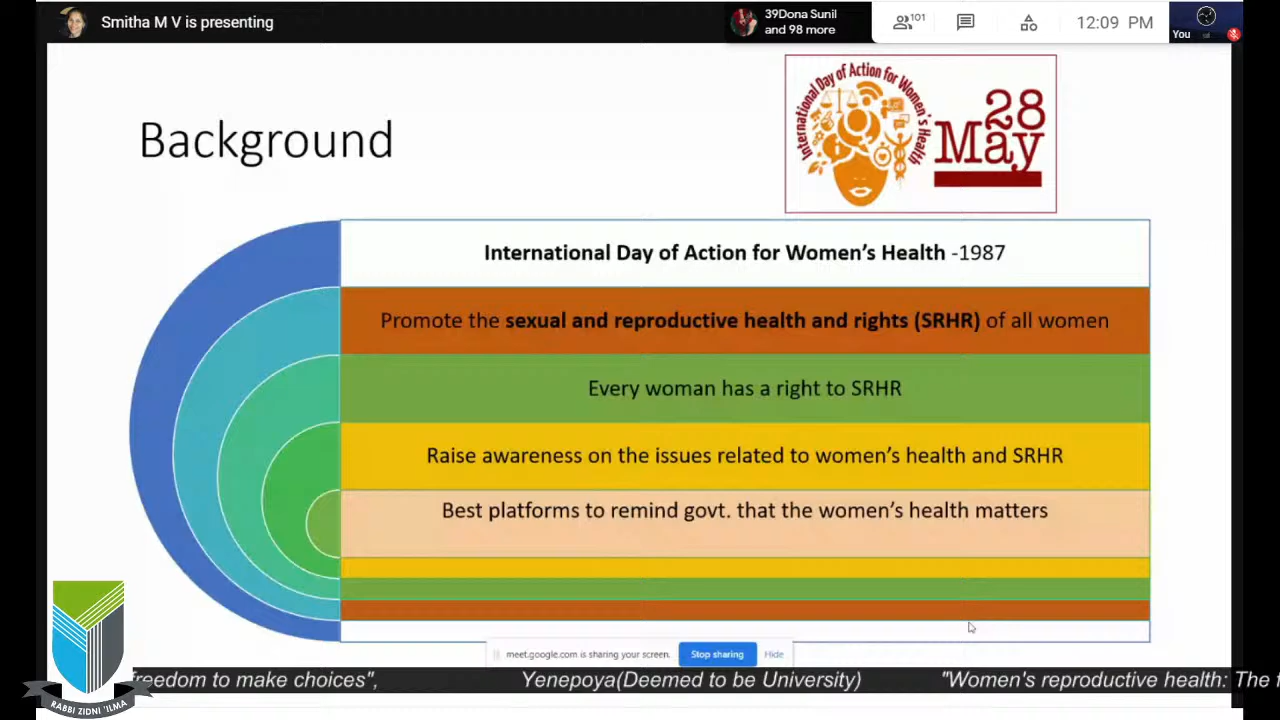 Smitha M V is presenting
39Dona Sunil
and 98 more
101
12:09 PM
You
International Day of Action for Women's Health
28
May
Background
International Day of Action for Women’s Health -1987
Promote the sexual and reproductive health and rights (SRHR) of all women
Every woman has a right to SRHR
Raise awareness on the issues related to women’s health and SRHR
Best platforms to remind govt. that the women’s health matters
meet.google.com is sharing your screen.
Stop sharing
Hide
reedom to make choices",
Yenepoya(Deemed to be University)
"Women's reproductive health: The f
RABBI ZIDNI 'ILMA